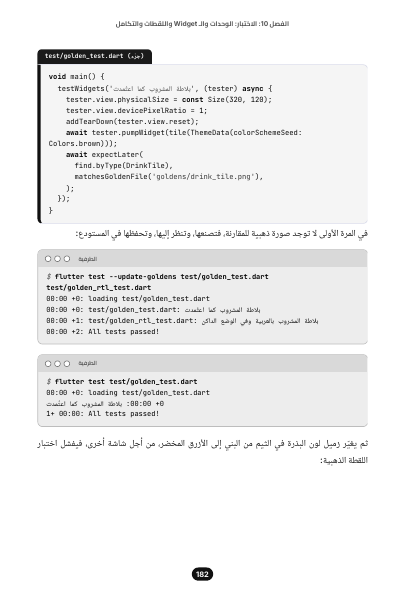 الفصل 10: الاختبار: الوحدات والـ Widget واللقطات والتكامل
test/golden_test.dart (جزء)
void main() {
testWidgets('بلاطة المشروب كما اعتُمدت', (tester) async {
tester.view.physicalSize = const Size(320, 120);
tester.view.devicePixelRatio = 1;
addTearDown(tester.view.reset);
await tester.pumpWidget(tile(ThemeData(colorSchemeSeed:
Colors.brown)));
await expectLater(
find.byType(DrinkTile),
matchesGoldenFile('goldens/drink_tile.png'),
);
});
}
في المرة الأولى لا توجد صورة ذهبية للمقارنة، فتصنعها، وتنظر إليها، وتحفظها في المستودع:
الطرفية
$ flutter test --update-goldens test/golden_test.dart
test/golden_rtl_test.dart
00:00 +0: loading test/golden_test.dart
00:00 +0: test/golden_test.dart: بلاطة المشروب كما اعتمدت
00:00 +1: test/golden_rtl_test.dart: بلاطة المشروب بالعربية وفي الوضع الداكن
00:00 +2: All tests passed!
الطرفية
$ flutter test test/golden_test.dart
00:00 +0: loading test/golden_test.dart
00:00 +0: بلاطة المشروب كما اعتُمدت
00:00 +1: All tests passed!
ثم يغيّر زميل لون البذرة في الثيم من البني إلى الأزرق المخضر، من أجل شاشة أخرى، فيفشل اختبار
اللقطة الذهبية:
182